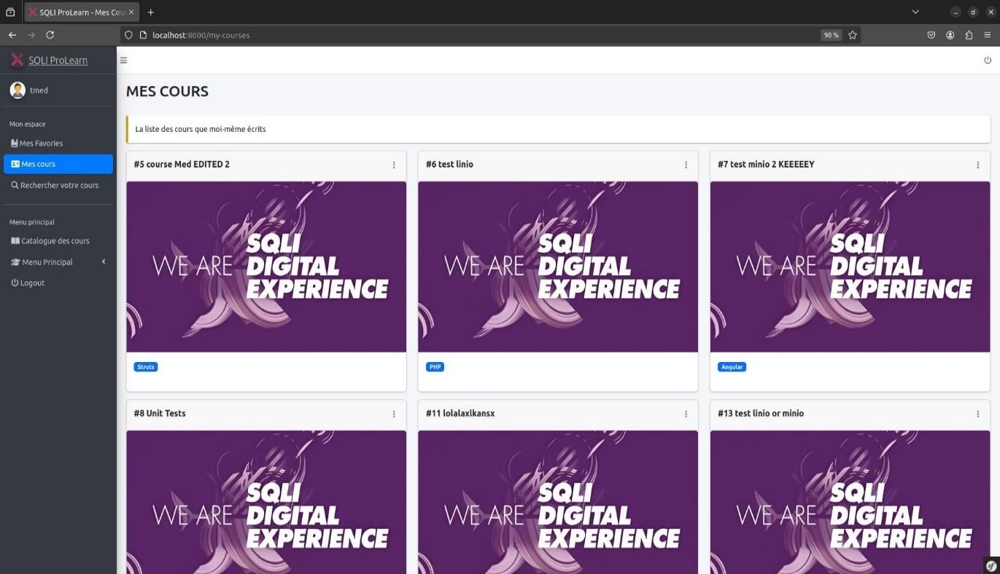 SQLI ProLearn - Mes Cou
localhost:8000/my-courses
90 %
SQLI ProLearn
tmed
Mon espace
Mes Favories
Mes cours
Rechercher votre cours
Menu principal
Catalogue des cours
Menu Principal
Logout
MES COURS
La liste des cours que moi-même écrits
#5 course Med EDITED 2
#6 test linio
#7 test minio 2 KEEEEEY
WE ARE SQLI DIGITAL EXPERIENCE
WE ARE SQLI DIGITAL EXPERIENCE
WE ARE SQLI DIGITAL EXPERIENCE
Struts
PHP
Angular
#8 Unit Tests
#11 lolalaxlkansx
#13 test linio or minio
WE ARE SQLI DIGITAL EXPERIENCE
WE ARE SQLI DIGITAL EXPERIENCE
WE ARE SQLI DIGITAL EXPERIENCE
sf